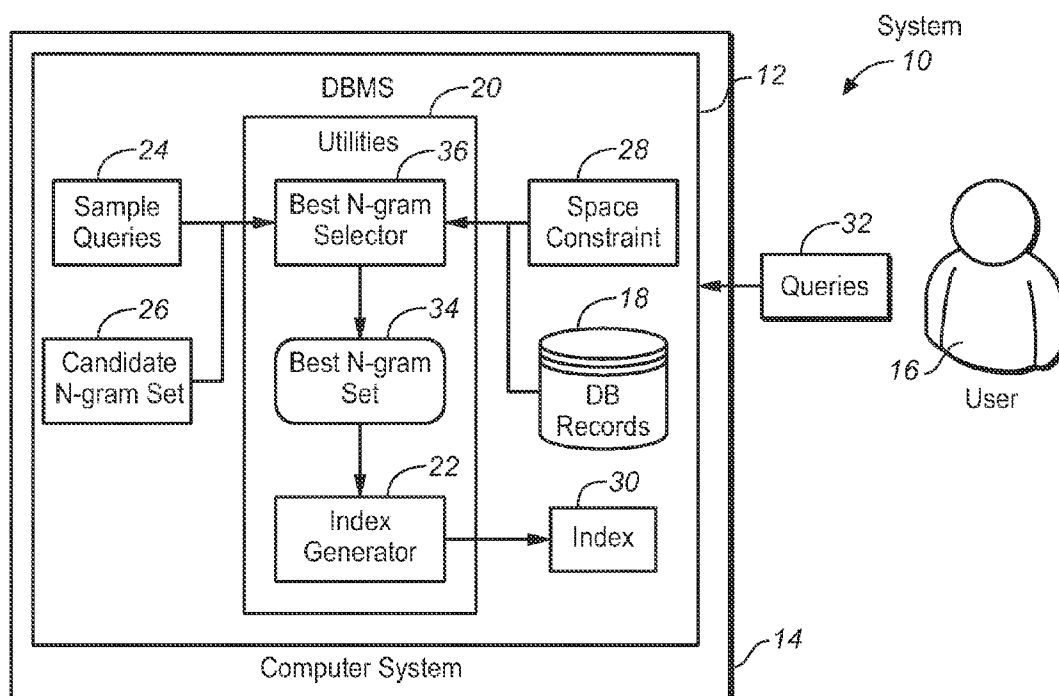 System
10
12
DBMS
20
Utilities
24
36
28
Sample
Queries
Best N-gram
Selector
Space
Constraint
32
Queries
26
34
18
Candidate
N-gram Set
Best N-gram
Set
DB
Records
16
User
22
30
Index
Generator
Index
14
Computer System